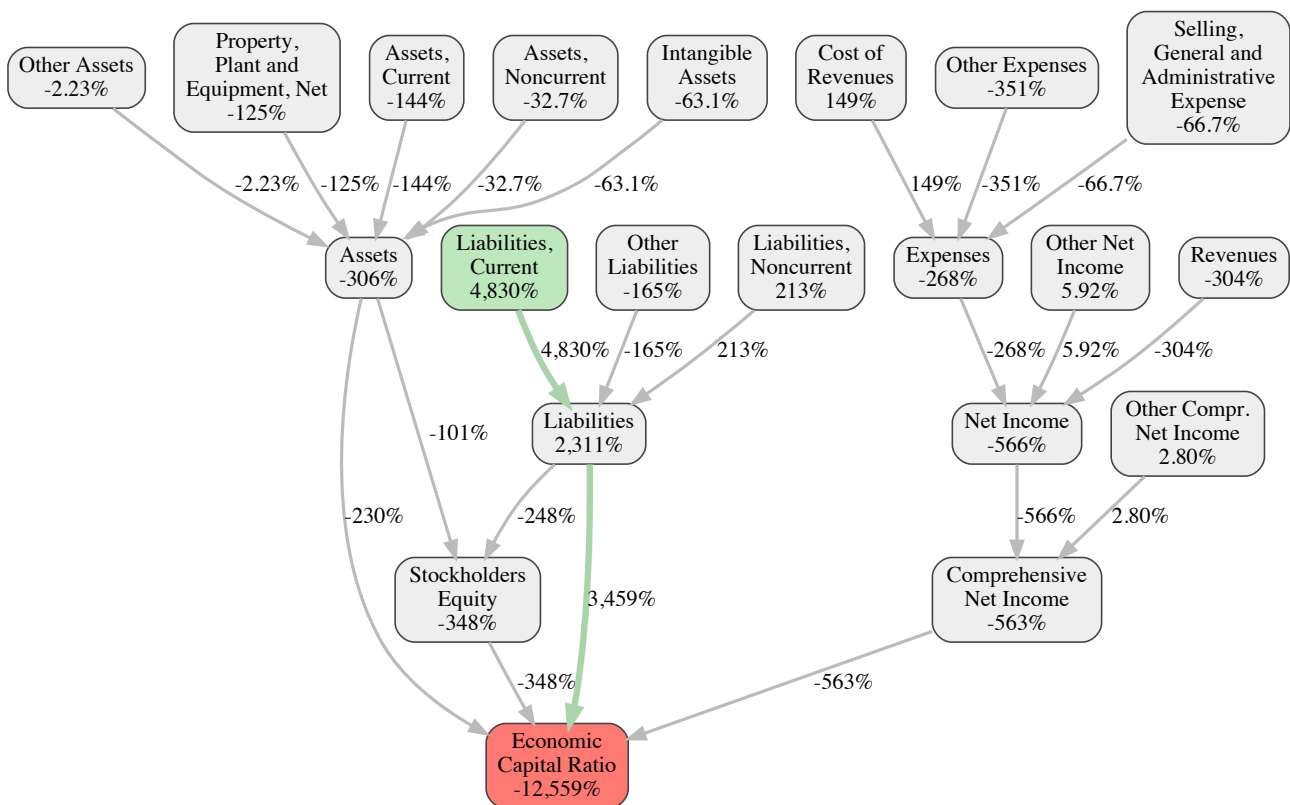 Other Assets
-2.23%
Property,
Plant and
Equipment, Net
-125%
Assets,
Current
-144%
Assets,
Noncurrent
-32.7%
Intangible
Assets
-63.1%
Cost of
Revenues
149%
Other Expenses
-351%
Selling,
General and
Administrative
Expense
-66.7%
-2.23%
-125%
-144%
-32.7%
-63.1%
149%
-351%
-66.7%
Assets
-306%
Liabilities,
Current
4,830%
Other
Liabilities
-165%
Liabilities,
Noncurrent
213%
Expenses
-268%
Other Net
Income
5.92%
Revenues
-304%
4,830%
-165%
213%
-268%
5.92%
-304%
-101%
Liabilities
2,311%
Net Income
-566%
Other Compr.
Net Income
2.80%
-230%
-248%
-566%
2.80%
Stockholders
Equity
-348%
3,459%
Comprehensive
Net Income
-563%
-348%
-563%
Economic
Capital Ratio
-12,559%